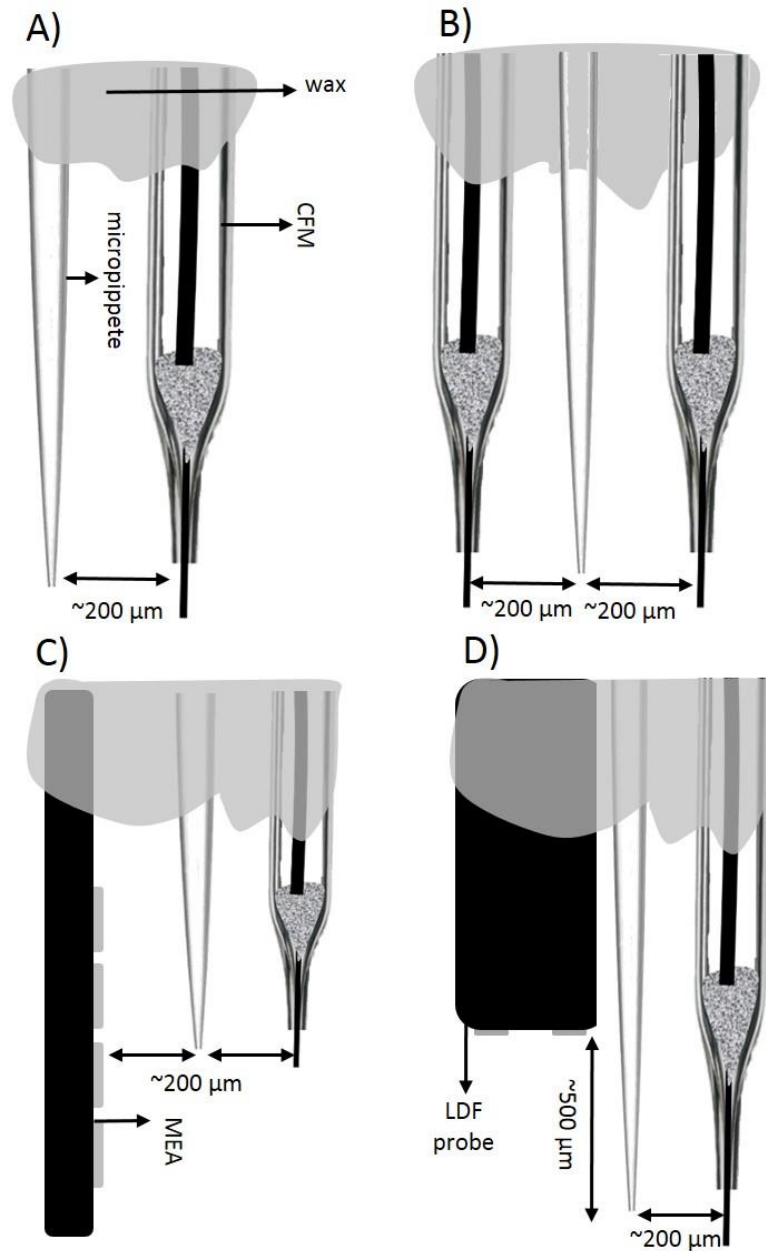 A)
wax
CFM
micropippete
~200 µm
B)
~200 µm
~200 µm
C)
~200 µm
MEA
D)
LDF
probe
~500 µm
~200 µm